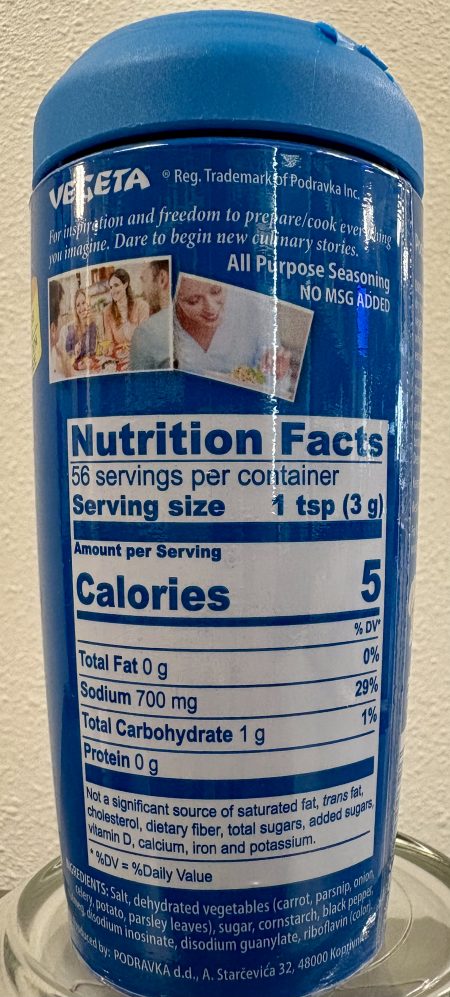 VEGETA ® Reg. Trademark of Podravka Inc.
For inspiration and freedom to prepare/cook everything
you imagine. Dare to begin new culinary stories.
All Purpose Seasoning
NO MSG ADDED
Nutrition Facts
56 servings per container
Serving size 1 tsp (3 g)
Amount per Serving
Calories 5
% DV*
Total Fat 0 g 0%
Sodium 700 mg 29%
Total Carbohydrate 1 g 1%
Protein 0 g
Not a significant source of saturated fat, trans fat,
cholesterol, dietary fiber, total sugars, added sugars,
vitamin D, calcium, iron and potassium.
* %DV = %Daily Value
INGREDIENTS: Salt, dehydrated vegetables (carrot, parsnip, onion,
celery, potato, parsley leaves), sugar, cornstarch, black pepper,
disodium inosinate, disodium guanylate, riboflavin (color)
by: PODRAVKA d.d., A. Starčevića 32, 48000